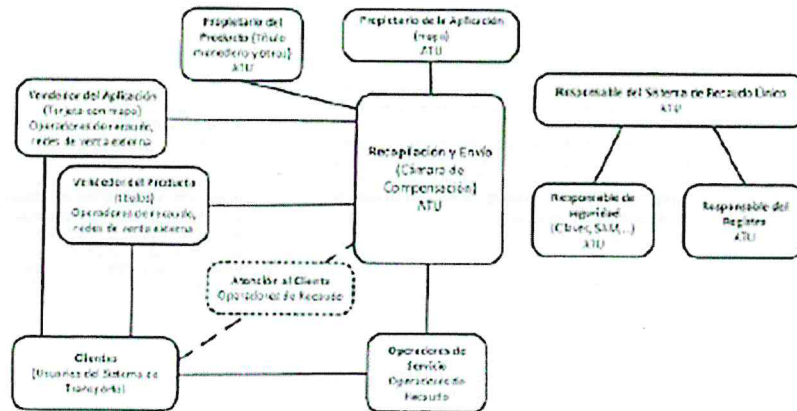 Propietario del
Producto (Título
monedero y otros)
ATU
Propietario de la Aplicación
(mapa)
ATU
Vendedor del Aplicación
(Tarjeta con mapa)
Operadores de recaudo,
redes de venta externa
Responsable del Sistema de Recaudo Único
ATU
Recopilación y Envío
(Cámara de
Compensación)
ATU
Vendedor del Producto
(títulos)
Operadores de recaudo,
redes de venta externa
Responsable de
seguridad
(Claves, SAM,...)
ATU
Responsable del
Registro
ATU
Atención al Cliente
Operadores de Recaudo
Clientes
(Usuarios del Sistema de
Transporte)
Operadores de
Servicio
Operadores de
Recaudo